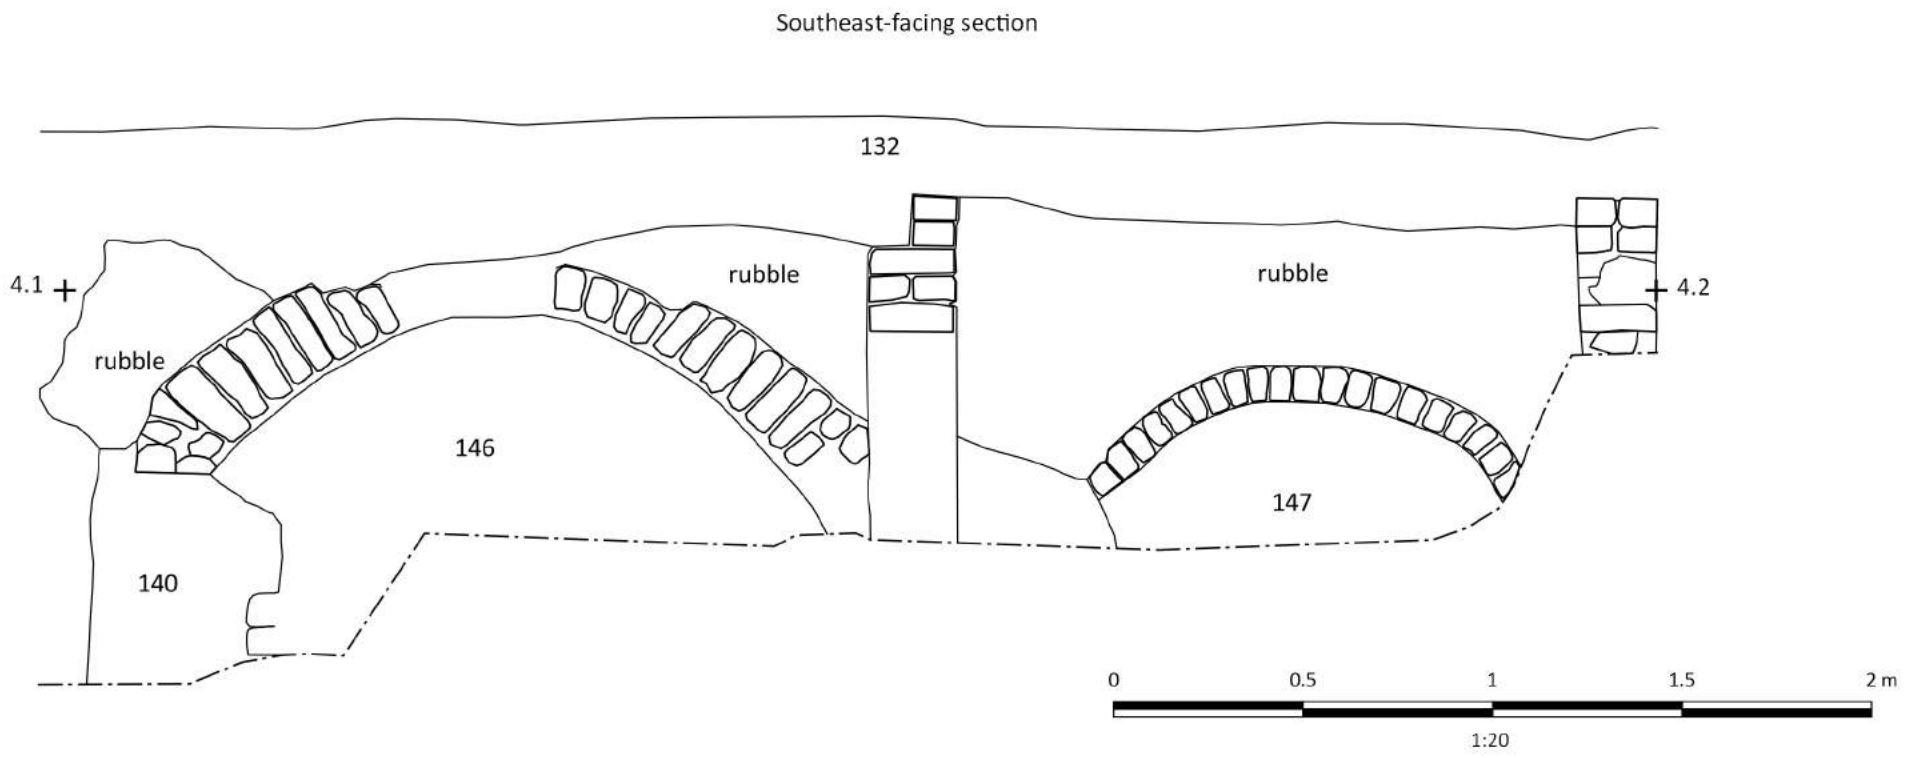 Southeast-facing section
132
rubble
rubble
4.1
4.2
rubble
146
147
140
0 0.5 1 1.5 2 m
1:20